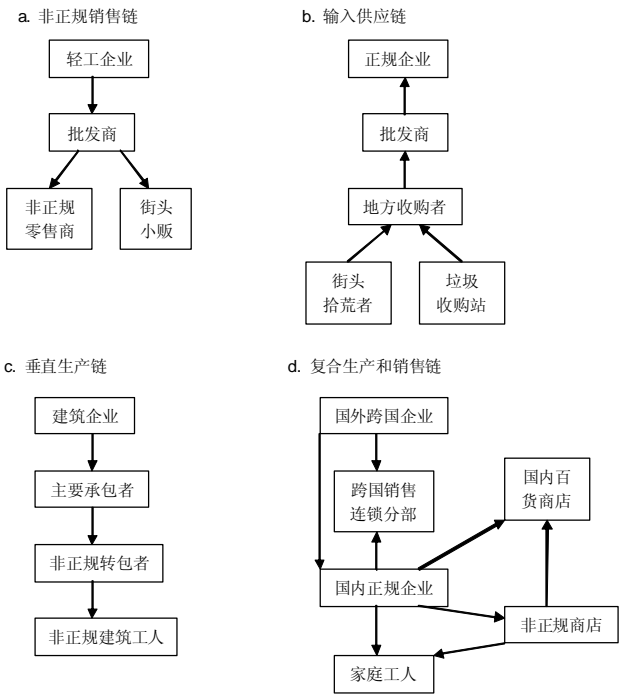 a. 非正规销售链
轻工企业
批发商
非正规
零售商
街头
小贩
b. 输入供应链
正规企业
批发商
地方收购者
街头
拾荒者
垃圾
收购站
c. 垂直生产链
建筑企业
主要承包者
非正规转包者
非正规建筑工人
d. 复合生产和销售链
国外跨国企业
跨国销售
连锁分部
国内百
货商店
国内正规企业
非正规商店
家庭工人